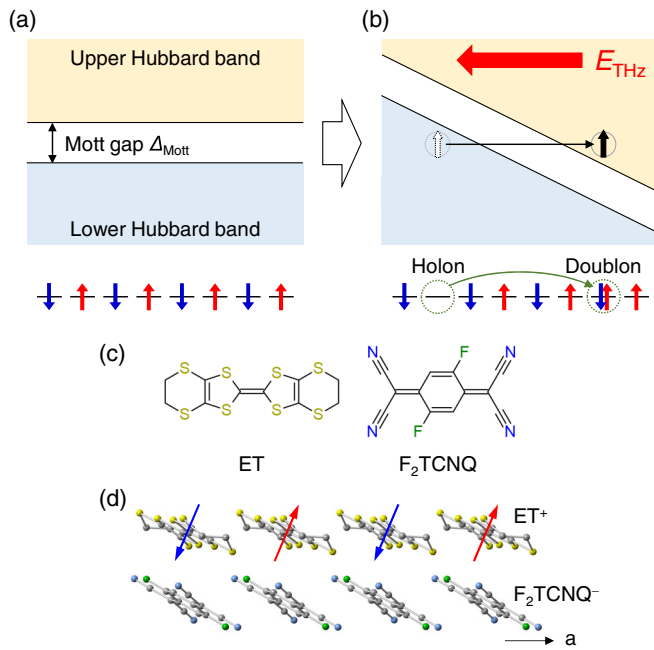 (a)
(b)
Upper Hubbard band
Mott gap Δ_Mott
Lower Hubbard band
E_THz
Holon
Doublon
(c)
S S S S
S S S S
ET
N N
F
F
N N
F₂TCNQ
(d)
ET⁺
F₂TCNQ⁻
a